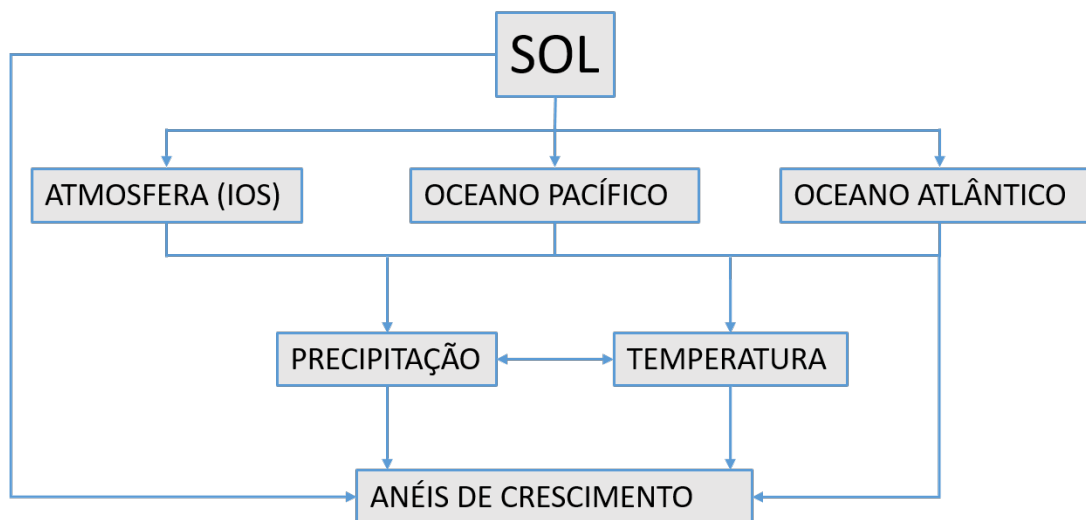 SOL
ATMOSFERA (IOS)
OCEANO PACÍFICO
OCEANO ATLÂNTICO
PRECIPITAÇÃO
TEMPERATURA
ANÉIS DE CRESCIMENTO